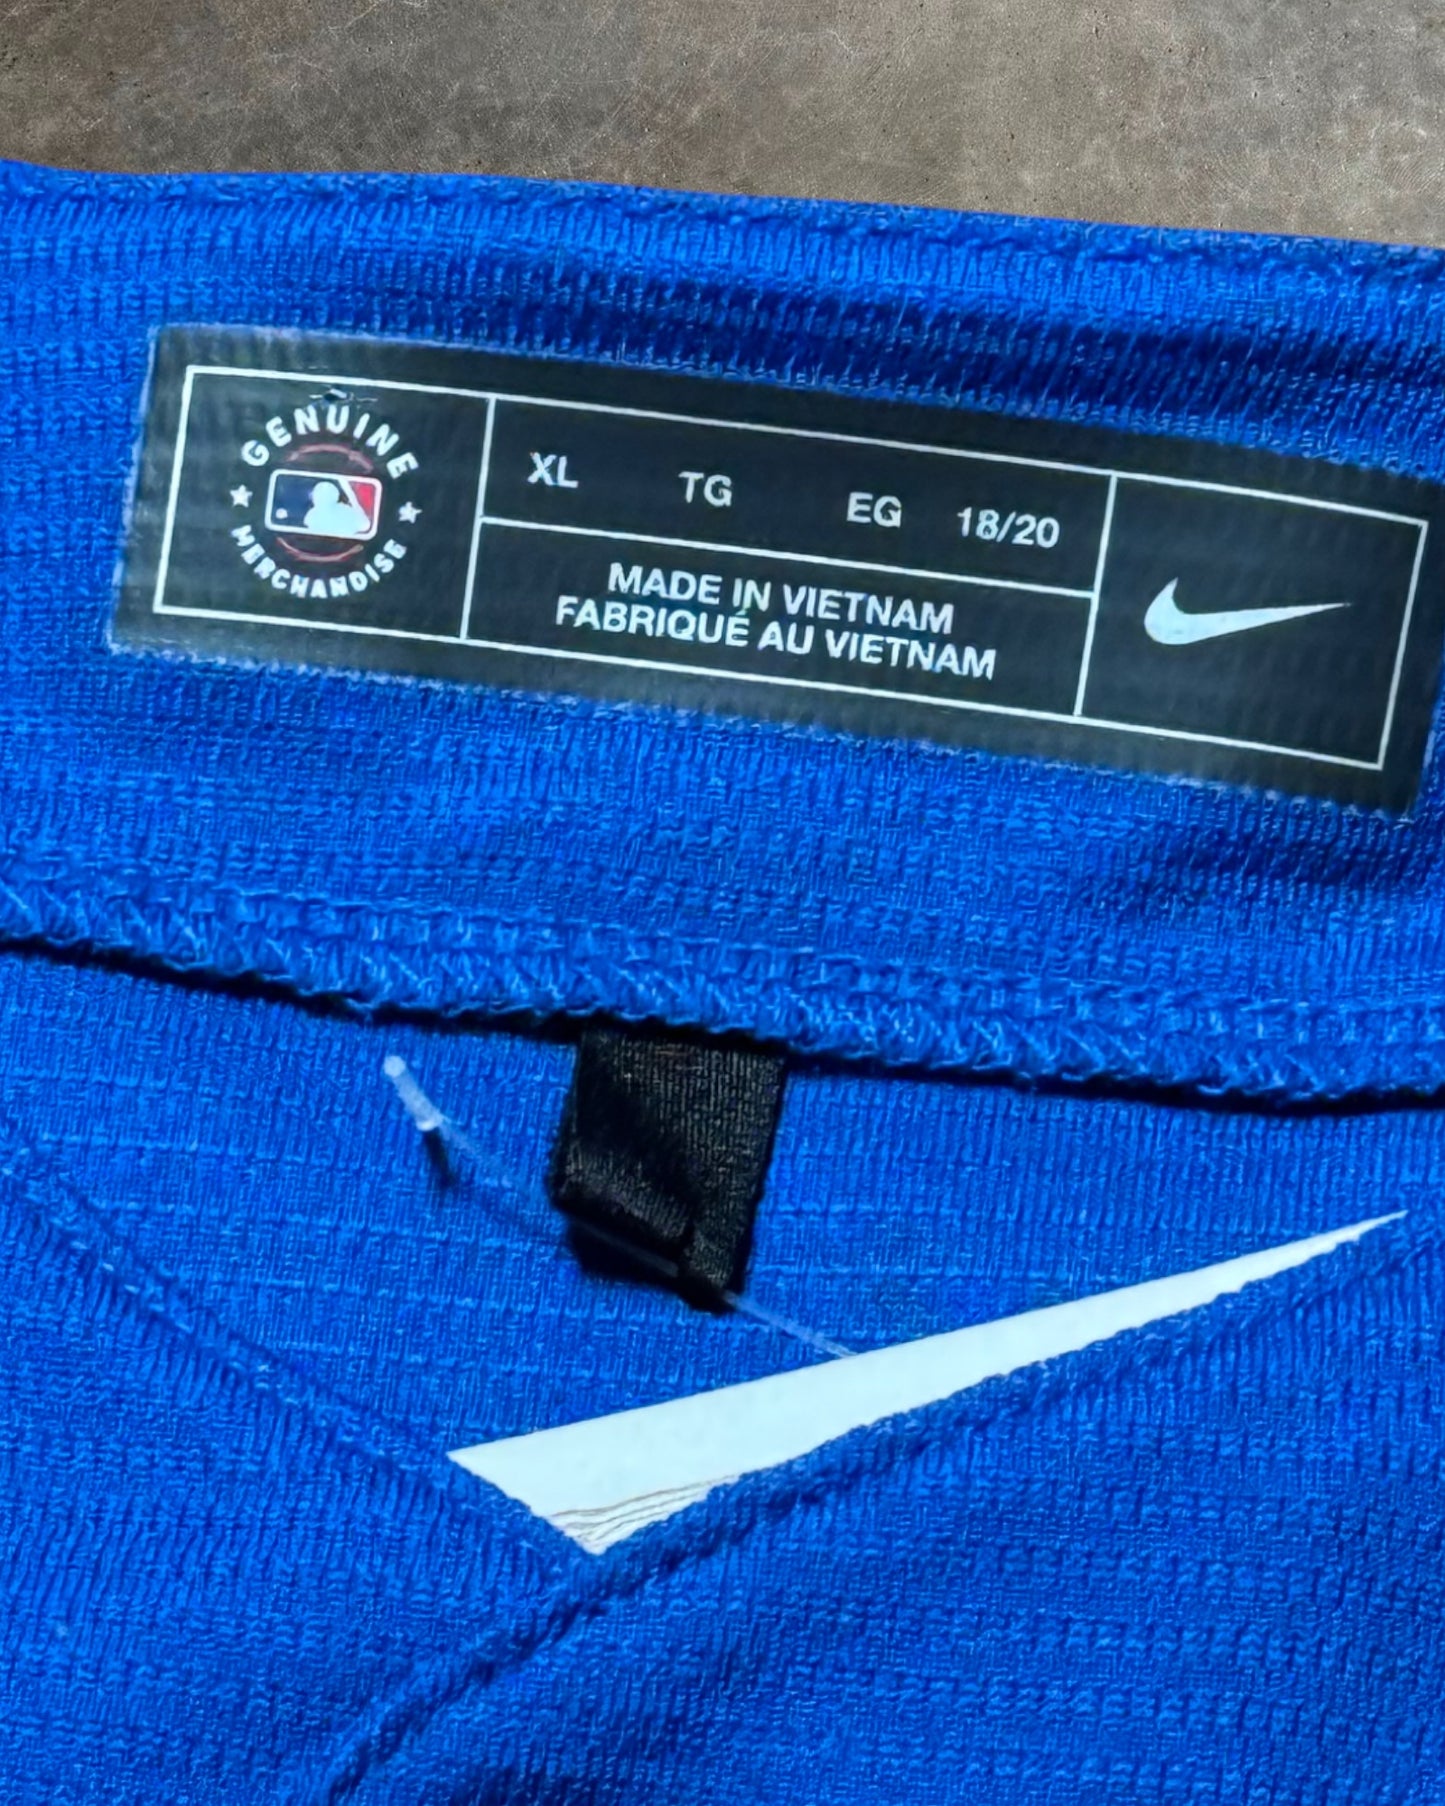 GENUINE
MERCHANDISE
XL TG EG 18/20
MADE IN VIETNAM
FABRIQUÉ AU VIETNAM